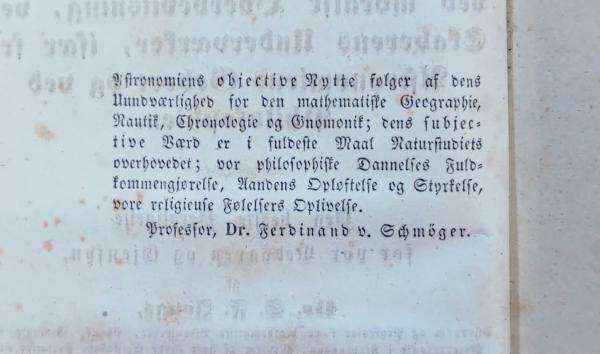 Astronomiens objective Nytte følger af dens
Uundværlighed for den mathematiske Geographie,
Nautik, Chronologie og Gnomonik; dens subjec-
tive Værd er i fuldeste Maal Naturstudiets
overhovedet; vor philosophiske Dannelses Fuld-
kommengjørelse, Aandens Opløftelse og Styrkelse,
vore religieuse Følelsers Oplivelse.
Professor, Dr. Ferdinand v. Schmöger.